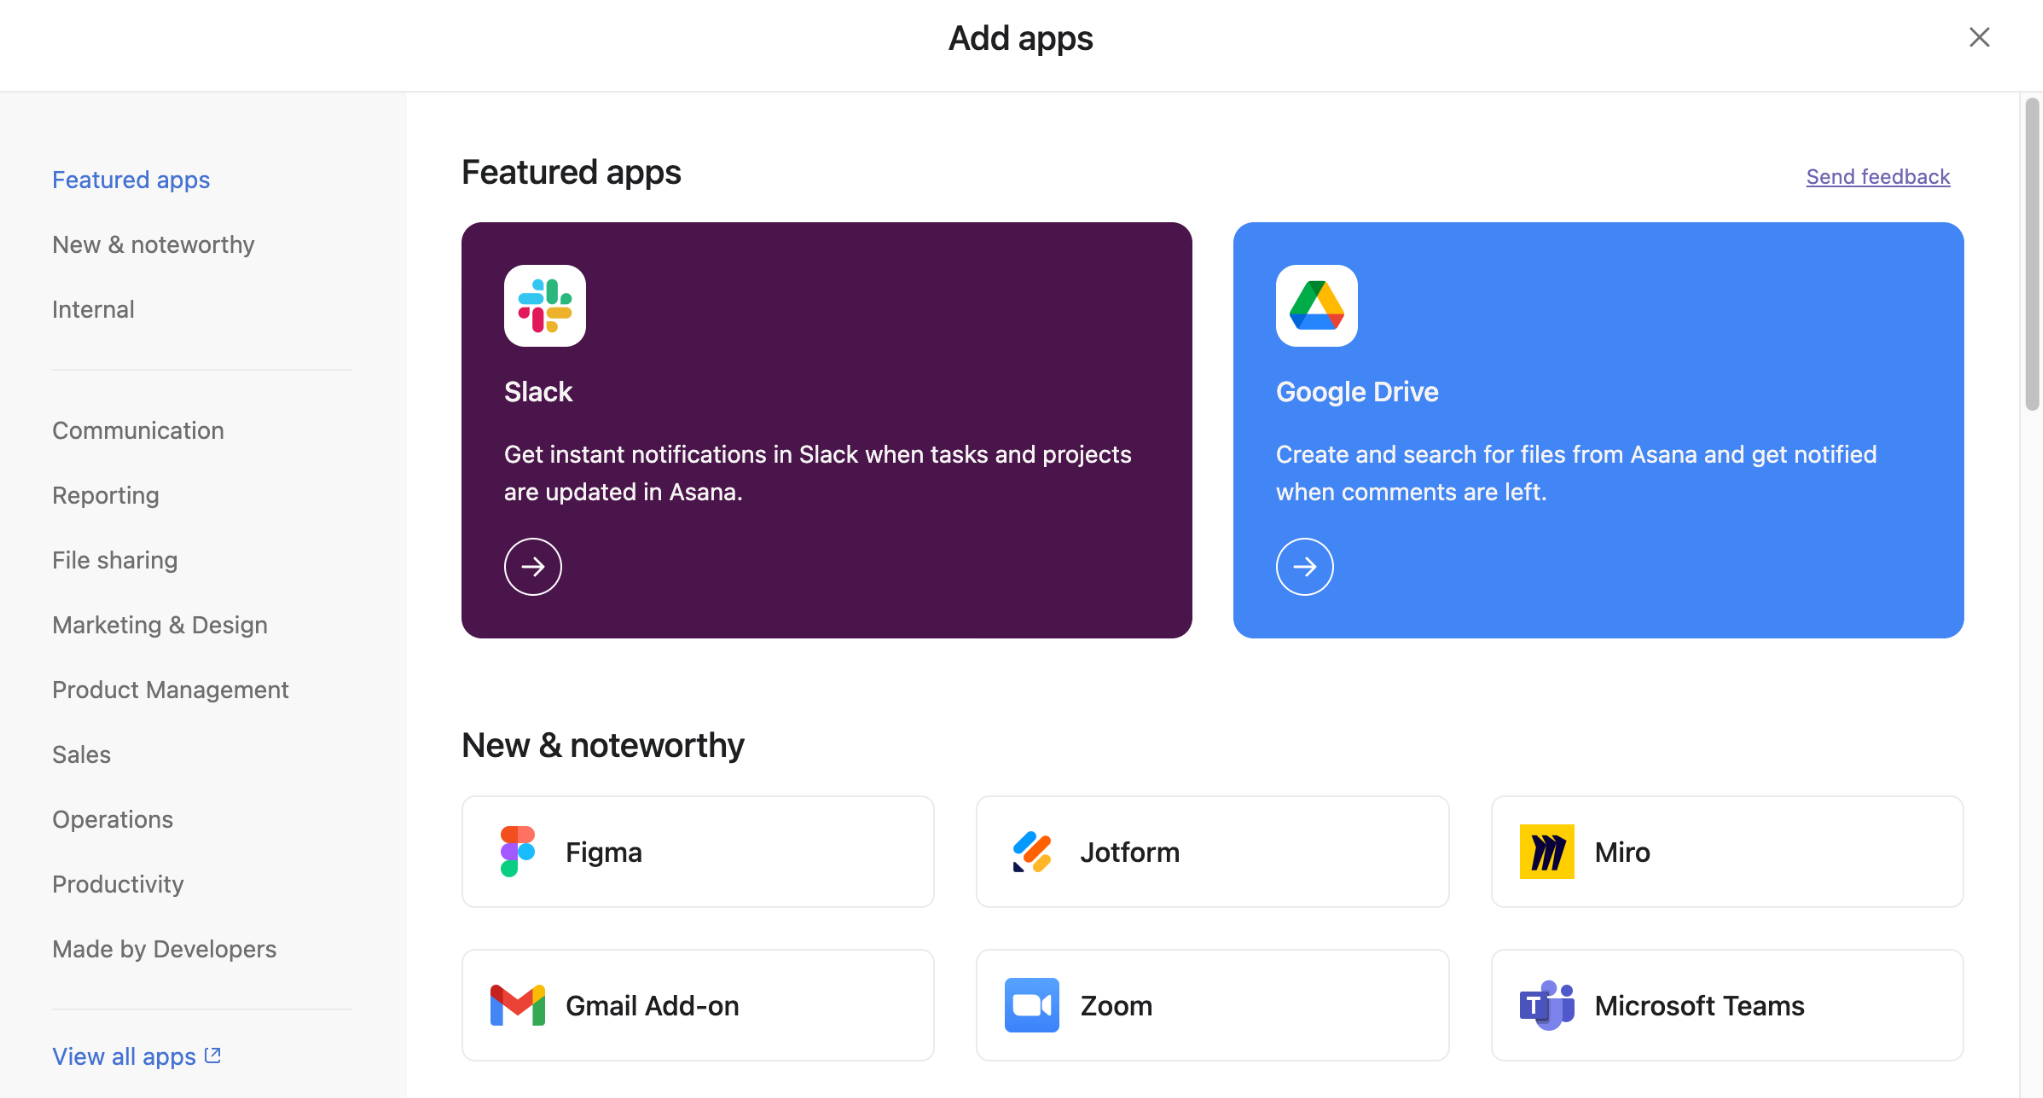 Add apps
Featured apps
New & noteworthy
Internal
Communication
Reporting
File sharing
Marketing & Design
Product Management
Sales
Operations
Productivity
Made by Developers
View all apps
Featured apps
Send feedback
Slack
Get instant notifications in Slack when tasks and projects
are updated in Asana.
Google Drive
Create and search for files from Asana and get notified
when comments are left.
New & noteworthy
Figma
Jotform
Miro
Gmail Add-on
Zoom
T
Microsoft Teams